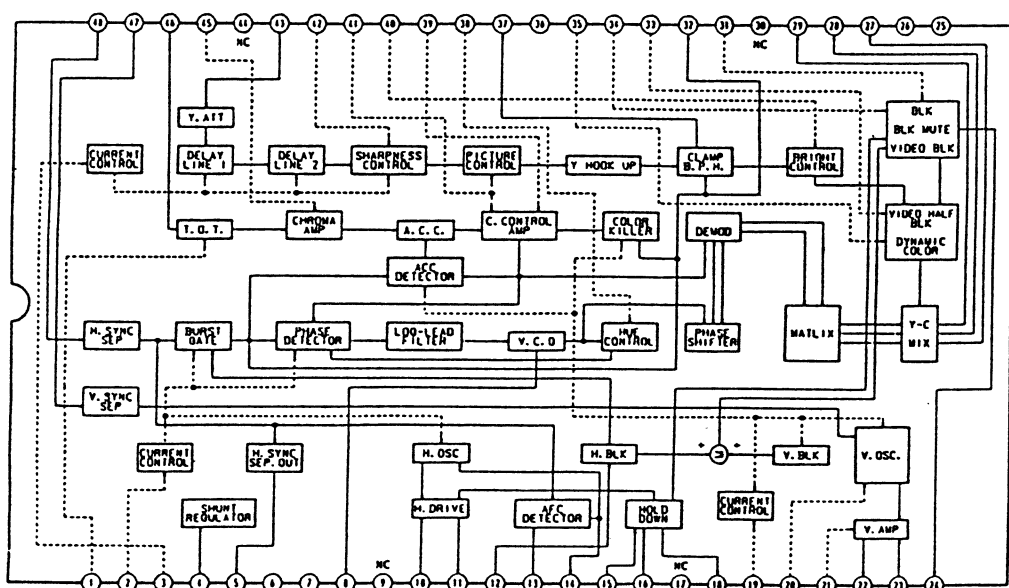 48 47 46 45 44 43 42 41 40 39 38 37 36 35 34 33 32 31 30 29 28 27 26 25
NC NC
Y. ATT
BLK
BLK MUTE
VIDEO BLK
CURRENT
CONTROL
DELAY
LINE 1
DELAY
LINE 2
SHARPNESS
CONTROL
PICTURE
CONTROL
Y HOOK UP
CLAMP
B.P.H.
BRIGHT
CONTROL
T.O.T.
CHROMA
AMP
A.C.C.
C. CONTROL
AMP
COLOR
KILLER
DEMOD
VIDEO HALF
BLK
DYNAMIC
COLOR
ACC
DETECTOR
H. SYNC
SEP
BURST
GATE
PHASE
DETECTOR
LOG-LEAD
FILTER
V.C.O
HUE
CONTROL
PHASE
SHIFTER
MATLIX
Y-C
MIX
V. SYNC
SEP
CURRENT
CONTROL
H. SYNC
SEP. OUT
H. OSC
H. BLK
+ +
V. BLK
V. OSC.
SHUNT
REGULATOR
H. DRIVE
AFC
DETECTOR
HOLD
DOWN
CURRENT
CONTROL
V. AMP
NC NC
1 2 3 4 5 6 7 8 9 10 11 12 13 14 15 16 17 18 19 20 21 22 23 24